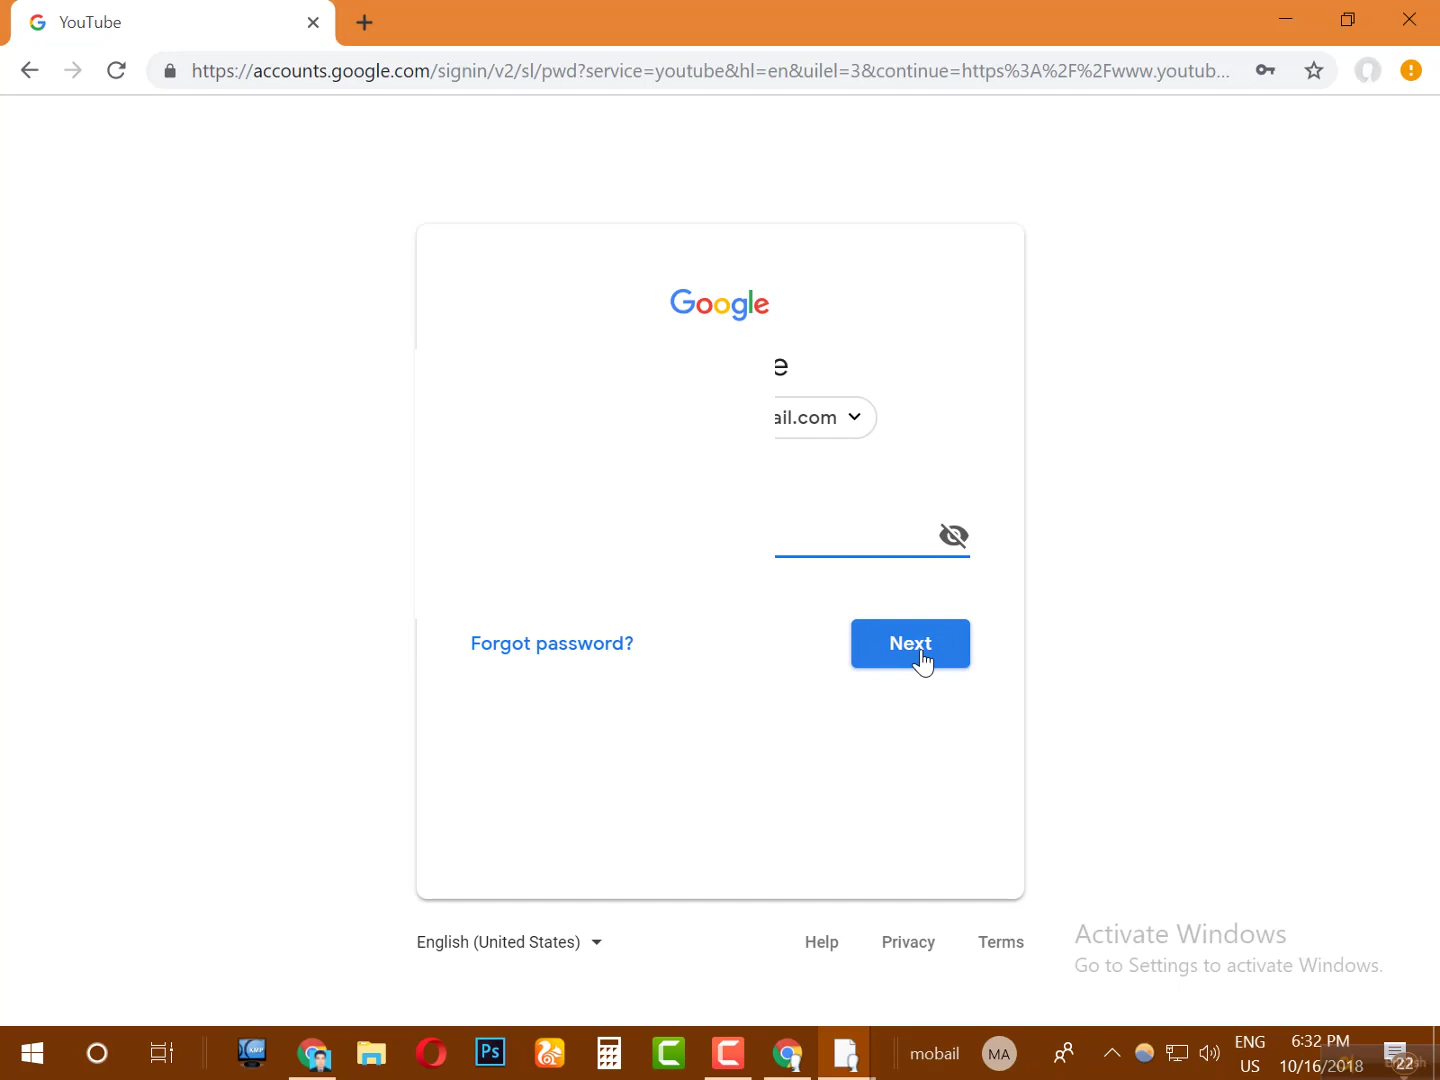 YouTube
https://accounts.google.com/signin/v2/sl/pwd?service=youtube&hl=en&uilel=3&continue=https%3A%2F%2Fwww.youtub...
Google
e
ail.com
Forgot password?
Next
English (United States)
Help
Privacy
Terms
Activate Windows
Go to Settings to activate Windows.
KMP
Ps
mobail
MA
ENG
US
6:32 PM
10/16/2018
22